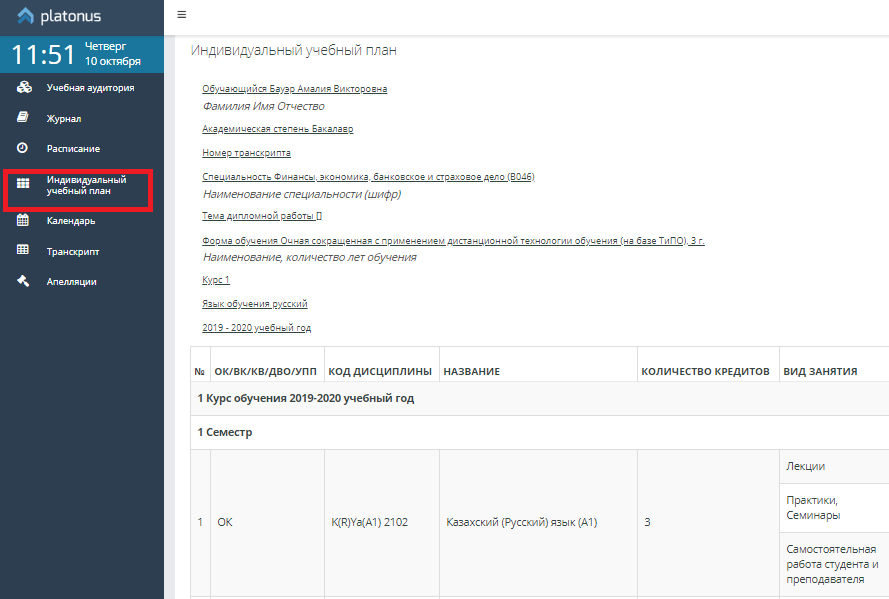 platonus
11:51
Четверг
10 октября
Учебная аудитория
Журнал
Расписание
Индивидуальный
учебный план
Календарь
Транскрипт
Апелляции
Индивидуальный учебный план
Обучающийся Бауэр Амалия Викторовна
Фамилия Имя Отчество
Академическая степень Бакалавр
Номер транскрипта
Специальность Финансы, экономика, банковское и страховое дело (B046)
Наименование специальности (шифр)
Тема дипломной работы []
Форма обучения Очная сокращенная с применением дистанционной технологии обучения (на базе ТиПО), 3 г.
Наименование, количество лет обучения
Курс 1
Язык обучения русский
2019 - 2020 учебный год
№ ОК/ВК/КВ/ДВО/УПП КОД ДИСЦИПЛИНЫ НАЗВАНИЕ КОЛИЧЕСТВО КРЕДИТОВ ВИД ЗАНЯТИЯ
1 Курс обучения 2019-2020 учебный год
1 Семестр
1 ОК K(R)Ya(A1) 2102 Казахский (Русский) язык (А1) 3
Лекции
Практики,
Семинары
Самостоятельная
работа студента и
преподавателя